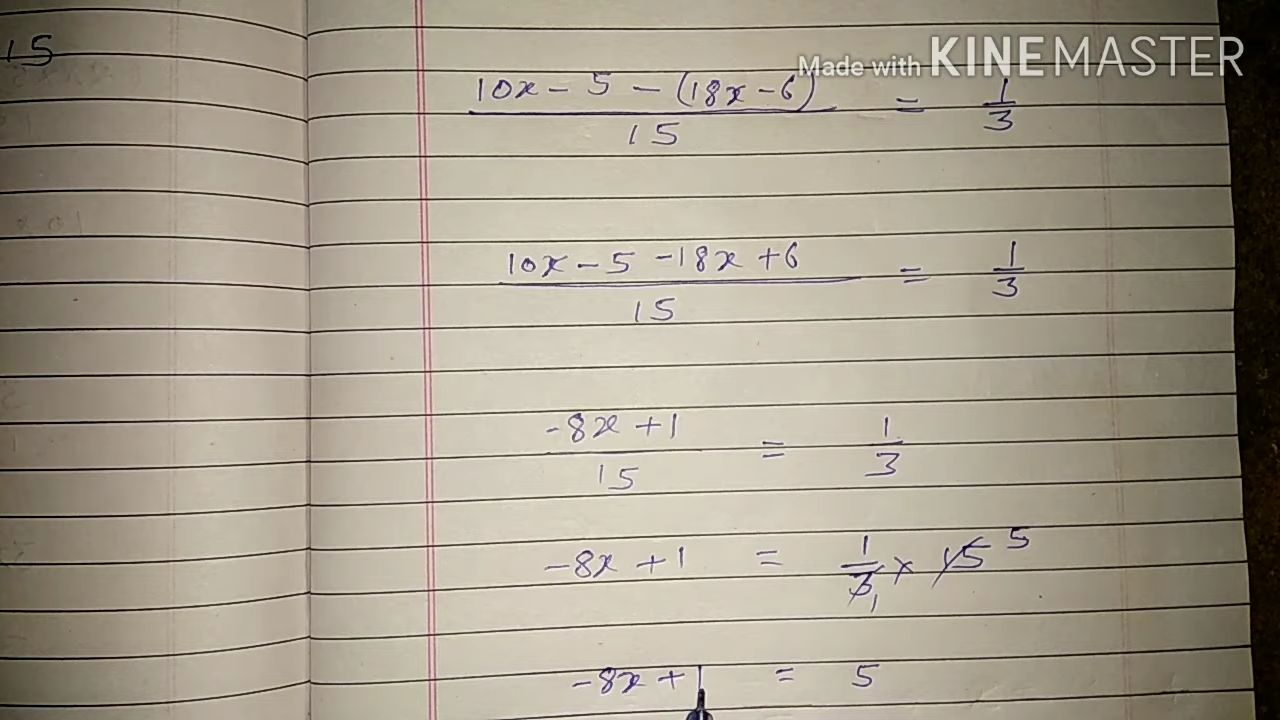 15
Made with KINEMASTER
10x - 5 - (18x - 6) / 15 = 1/3
10x - 5 - 18x + 6 / 15 = 1/3
-8x + 1 / 15 = 1/3
-8x + 1 = 1/3 1 × 15 5
-8x + 1 = 5